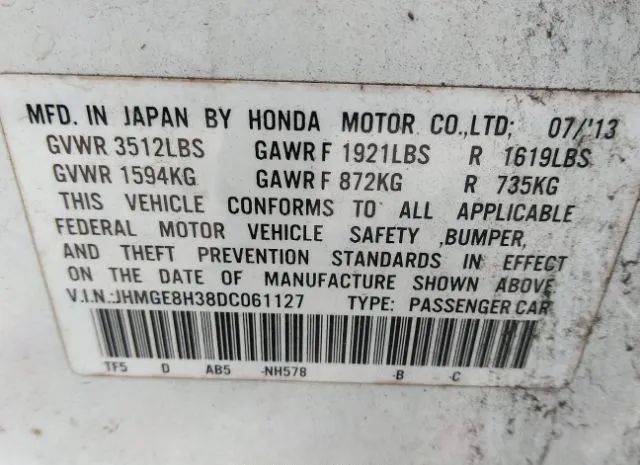 MFD. IN JAPAN BY HONDA MOTOR CO.,LTD; 07/'13
GVWR 3512LBS GAWR F 1921LBS R 1619LBS
GVWR 1594KG GAWR F 872KG R 735KG
THIS VEHICLE CONFORMS TO ALL APPLICABLE
FEDERAL MOTOR VEHICLE SAFETY ,BUMPER,
AND THEFT PREVENTION STANDARDS IN EFFECT
ON THE DATE OF MANUFACTURE SHOWN ABOVE
V.I.N.:JHMGE8H38DC061127 TYPE: PASSENGER CAR
TF5 D AB5 -NH578 -B -C